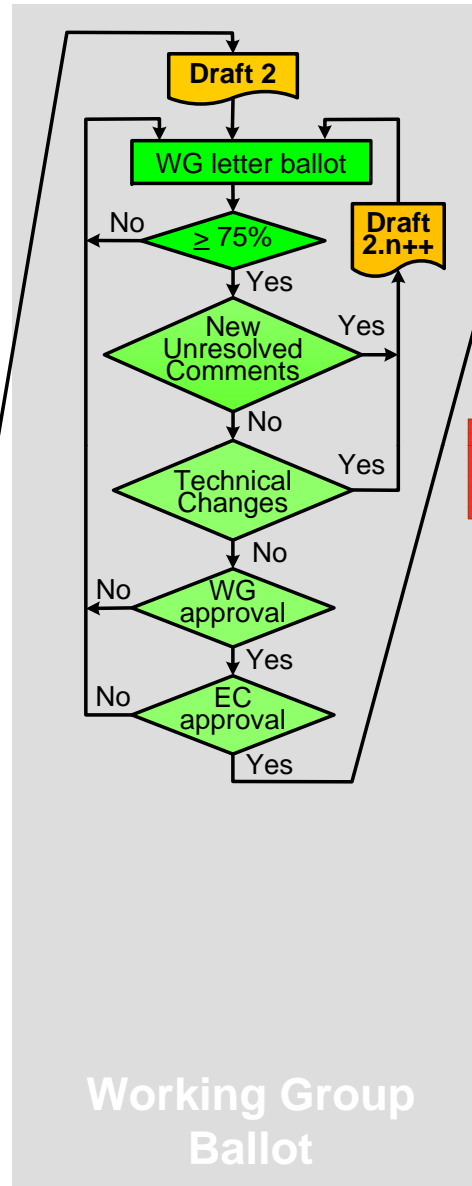 Draft 2
WG letter ballot
No
≥ 75%
Draft
2.n++
Yes
New
Unresolved
Comments
Yes
No
Technical
Changes
Yes
No
No
WG
approval
Yes
No
EC
approval
Yes
Working Group
Ballot